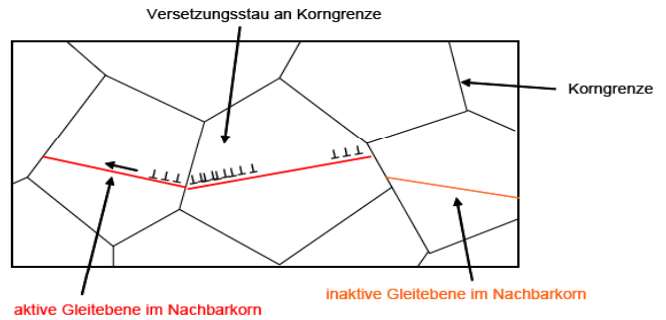 Versetzungsstau an Korngrenze
Korngrenze
inaktive Gleitebene im Nachbarkorn
aktive Gleitebene im Nachbarkorn